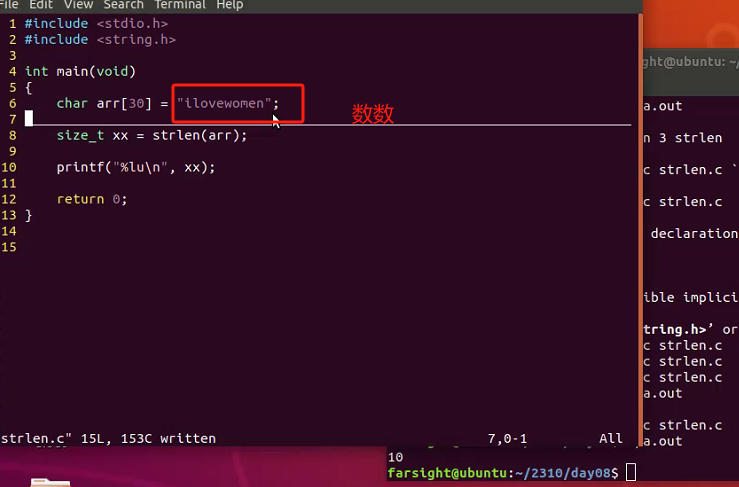 File Edit View Search Terminal Help
1 #include <stdio.h>
2 #include <string.h>
3
4 int main(void)
5 {
6     char arr[30] = "ilovewomen";
数数
7
8     size_t xx = strlen(arr);
9
10     printf("%lu\n", xx);
11
12     return 0;
13 }
14
15
strlen.c" 15L, 153C written 7,0-1 All
ght@ubuntu: ~/
a.out
n 3 strlen
c strlen.c `
c strlen.c
declaration
ible implici
tring.h>’ or
c strlen.c
c strlen.c
c strlen.c
a.out
c strlen.c
a.out
10
farsight@ubuntu:~/2310/day08$